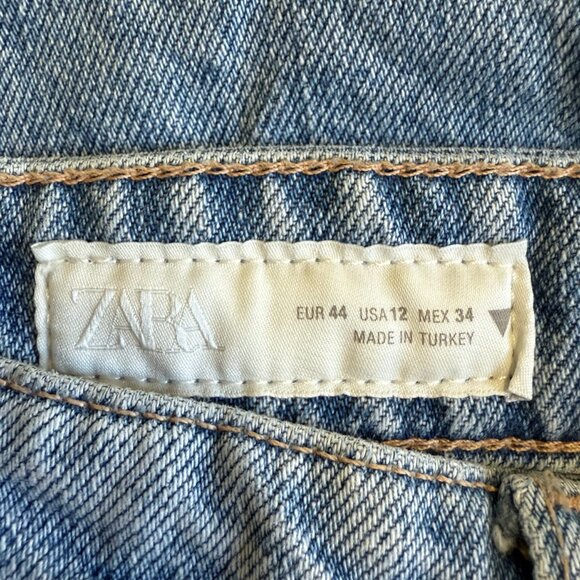 ZARA
EUR 44 USA 12 MEX 34
MADE IN TURKEY